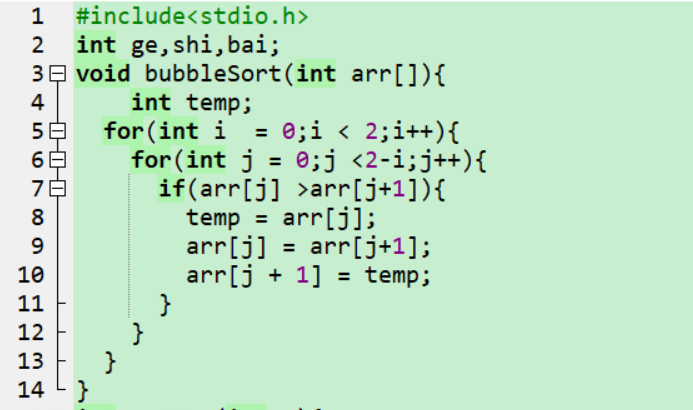 1 #include<stdio.h>
2 int ge,shi,bai;
3 void bubbleSort(int arr[]){
4 int temp;
5 for(int i  = 0;i < 2;i++){
6 for(int j = 0;j <2-i;j++){
7 if(arr[j] >arr[j+1]){
8 temp = arr[j];
9 arr[j] = arr[j+1];
10 arr[j + 1] = temp;
11 }
12 }
13 }
14 }